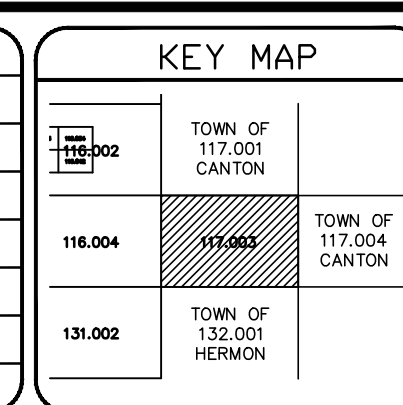 KEY MAP
116.002
TOWN OF
117.001
CANTON
116.004
117.003
TOWN OF
117.004
CANTON
131.002
TOWN OF
132.001
HERMON